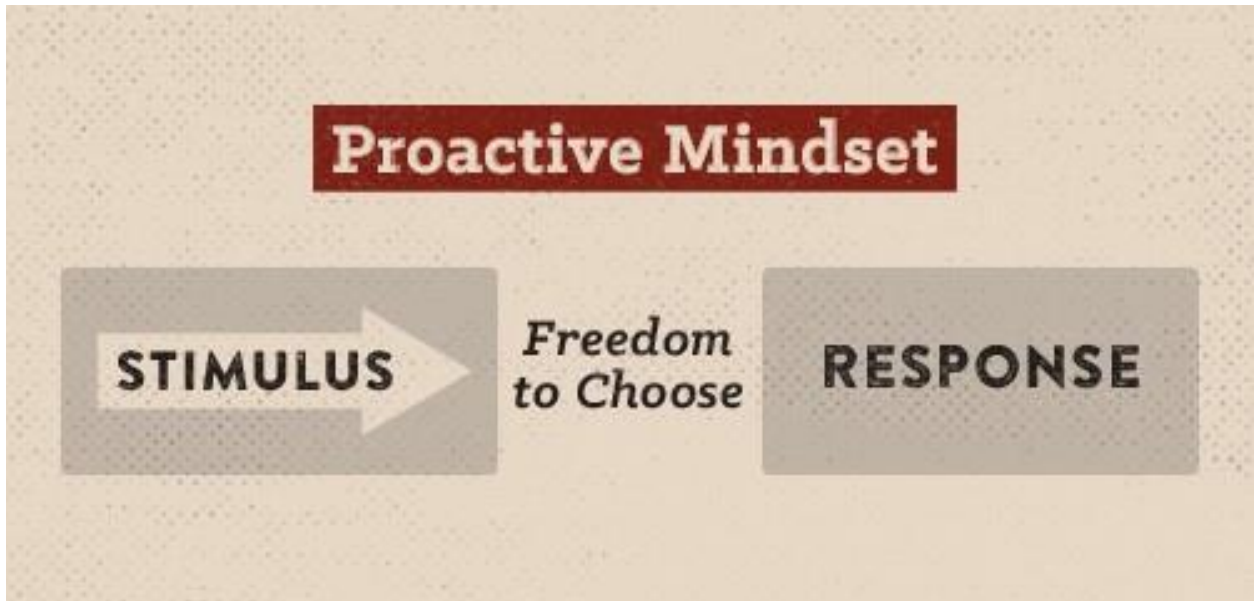 Proactive Mindset
STIMULUS
Freedom
to Choose
RESPONSE